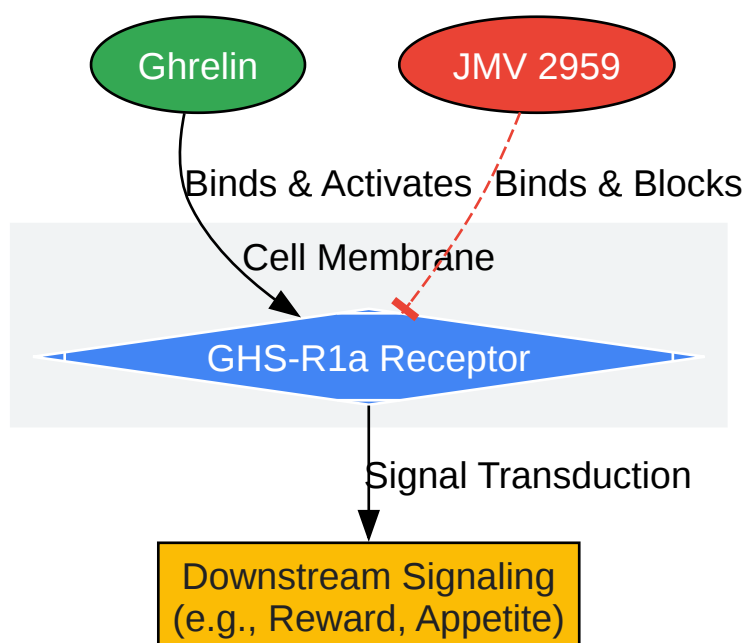 Ghrelin
JMV 2959
Binds & Activates
Binds & Blocks
Cell Membrane
GHS-R1a Receptor
Signal Transduction
Downstream Signaling
(e.g., Reward, Appetite)